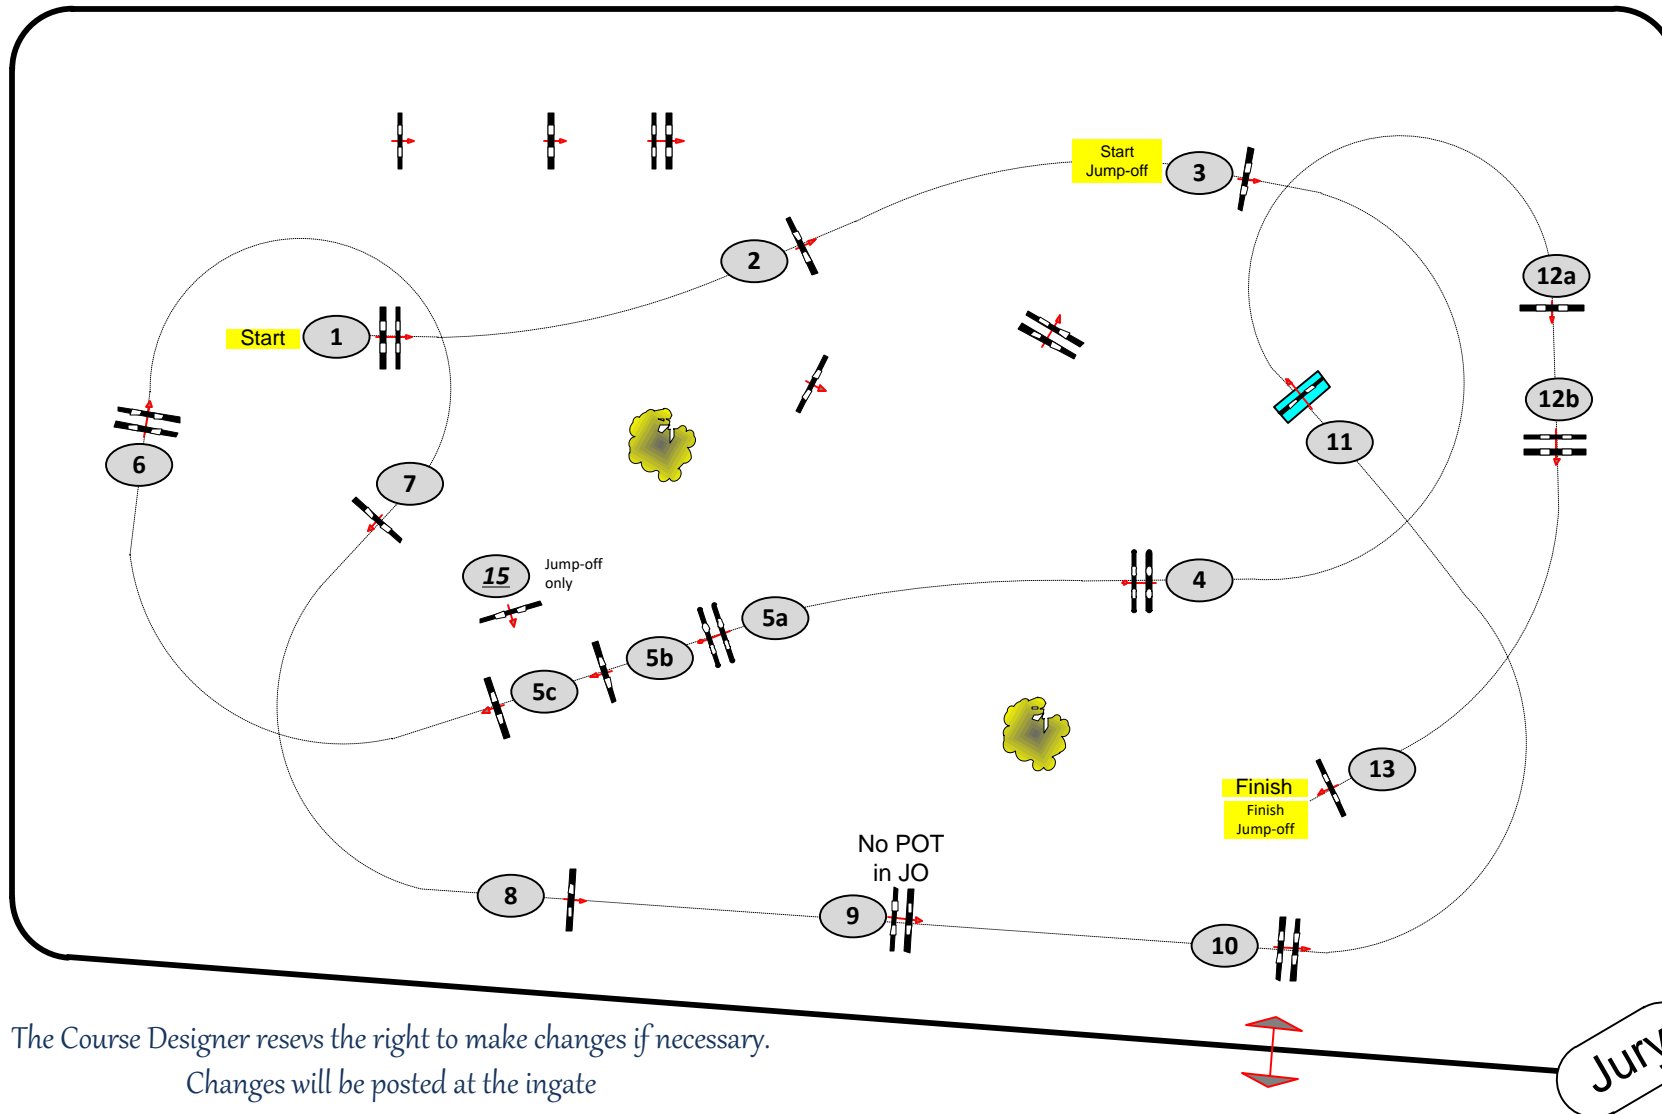 Start
Jump-off
3
2
12a
Start
1
12b
11
6
7
15
Jump-off
only
4
5a
5b
5c
13
Finish
Finish
Jump-off
No POT
in JO
8
9
10
The Course Designer resevs the right to make changes if necessary.
Changes will be posted at the ingate
Jury